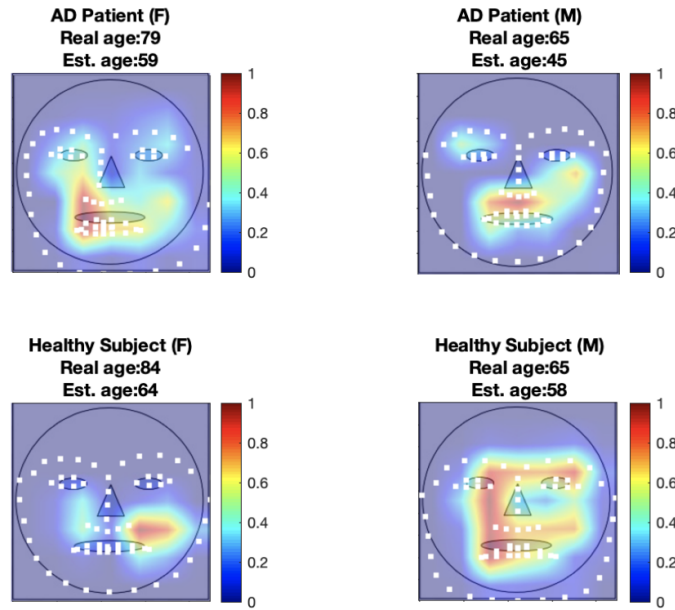 AD Patient (F)
Real age:79
Est. age:59
1
0.8
0.6
0.4
0.2
0
AD Patient (M)
Real age:65
Est. age:45
1
0.8
0.6
0.4
0.2
0
Healthy Subject (F)
Real age:84
Est. age:64
1
0.8
0.6
0.4
0.2
0
Healthy Subject (M)
Real age:65
Est. age:58
1
0.8
0.6
0.4
0.2
0